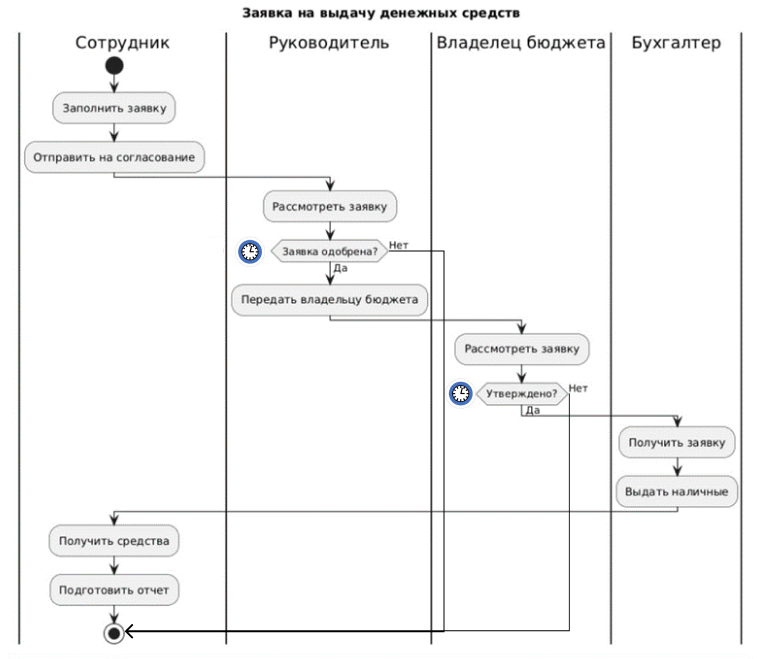 Заявка на выдачу денежных средств
Сотрудник
Руководитель
Владелец бюджета
Бухгалтер
Заполнить заявку
Отправить на согласование
Рассмотреть заявку
Заявка одобрена?
Нет
Да
Передать владельцу бюджета
Рассмотреть заявку
Утверждено?
Нет
Да
Получить заявку
Выдать наличные
Получить средства
Подготовить отчет